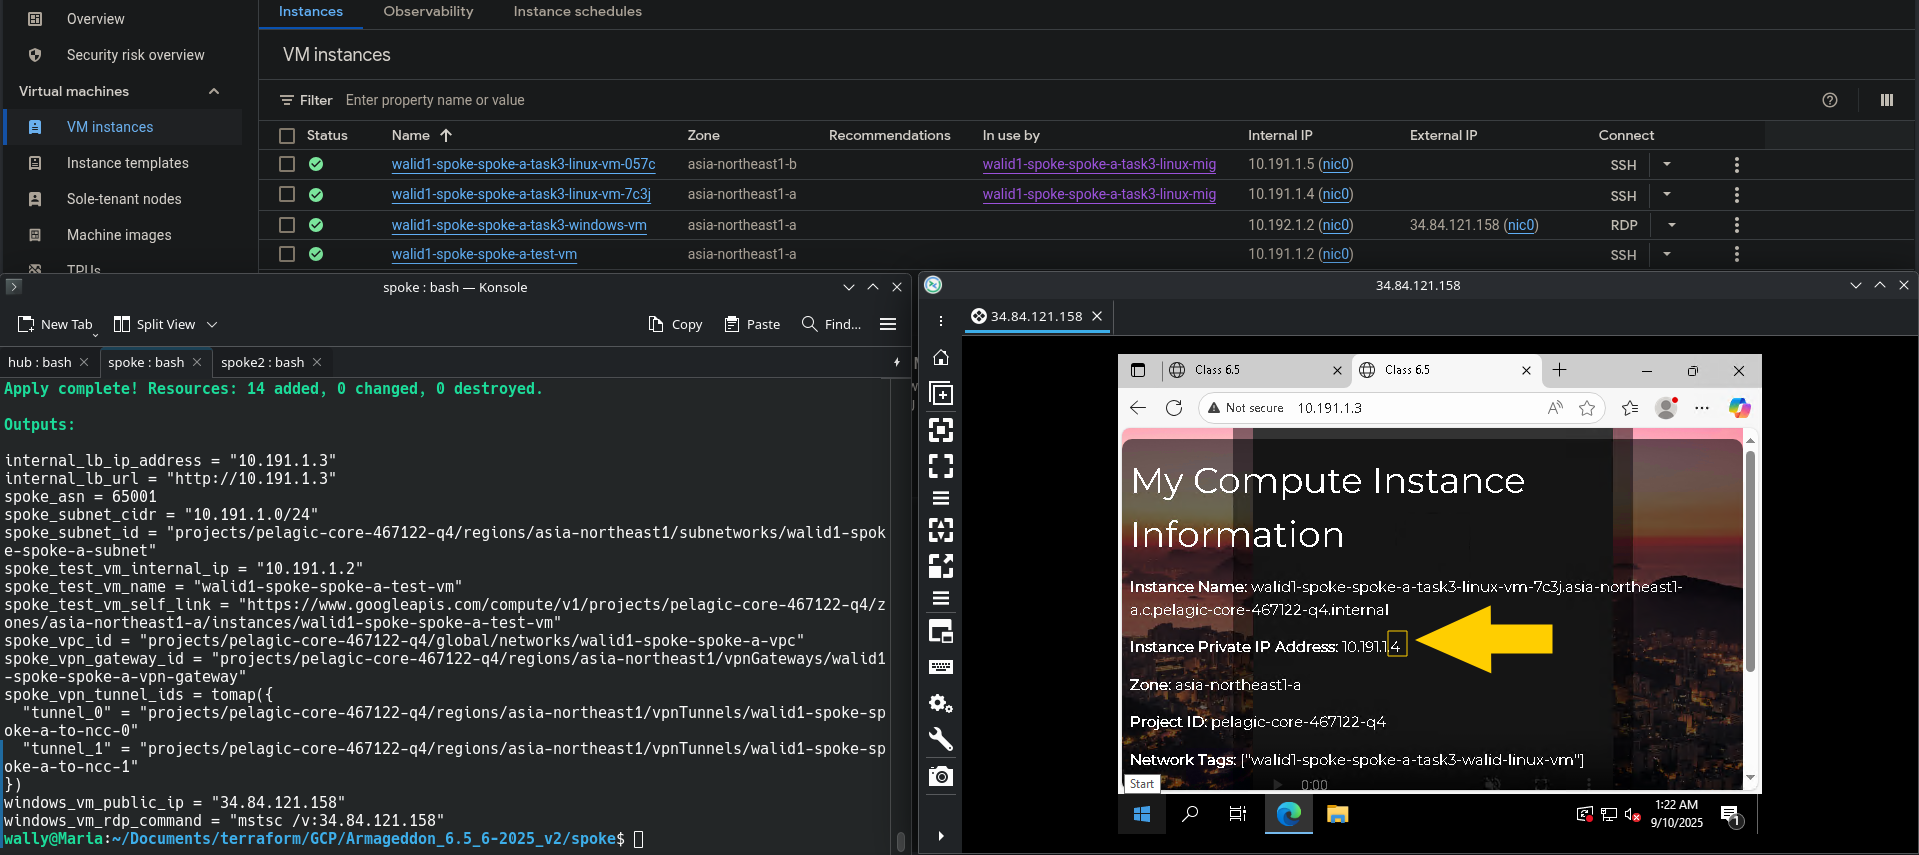 Overview
Security risk overview
Virtual machines
VM instances
Instance templates
Sole-tenant nodes
Machine images
TPUs
Instances Observability Instance schedules
VM instances
Filter Enter property name or value
Status Name Zone Recommendations In use by Internal IP External IP Connect
walid1-spoke-spoke-a-task3-linux-vm-057c asia-northeast1-b walid1-spoke-spoke-a-task3-linux-mig 10.191.1.5 (nic0) SSH
walid1-spoke-spoke-a-task3-linux-vm-7c3j asia-northeast1-a walid1-spoke-spoke-a-task3-linux-mig 10.191.1.4 (nic0) SSH
walid1-spoke-spoke-a-task3-windows-vm asia-northeast1-a 10.192.1.2 (nic0) 34.84.121.158 (nic0) RDP
walid1-spoke-spoke-a-test-vm asia-northeast1-a 10.191.1.2 (nic0) SSH
spoke : bash — Konsole
New Tab Split View Copy Paste Find...
hub : bash spoke : bash spoke2 : bash
Apply complete! Resources: 14 added, 0 changed, 0 destroyed.
Outputs:
internal_lb_ip_address = "10.191.1.3"
internal_lb_url = "http://10.191.1.3"
spoke_asn = 65001
spoke_subnet_cidr = "10.191.1.0/24"
spoke_subnet_id = "projects/pelagic-core-467122-q4/regions/asia-northeast1/subnetworks/walid1-spok
e-spoke-a-subnet"
spoke_test_vm_internal_ip = "10.191.1.2"
spoke_test_vm_name = "walid1-spoke-spoke-a-test-vm"
spoke_test_vm_self_link = "https://www.googleapis.com/compute/v1/projects/pelagic-core-467122-q4/z
ones/asia-northeast1-a/instances/walid1-spoke-spoke-a-test-vm"
spoke_vpc_id = "projects/pelagic-core-467122-q4/global/networks/walid1-spoke-spoke-a-vpc"
spoke_vpn_gateway_id = "projects/pelagic-core-467122-q4/regions/asia-northeast1/vpnGateways/walid1
-spoke-spoke-a-vpn-gateway"
spoke_vpn_tunnel_ids = tomap({
"tunnel_0" = "projects/pelagic-core-467122-q4/regions/asia-northeast1/vpnTunnels/walid1-spoke-sp
oke-a-to-ncc-0"
"tunnel_1" = "projects/pelagic-core-467122-q4/regions/asia-northeast1/vpnTunnels/walid1-spoke-sp
oke-a-to-ncc-1"
})
windows_vm_public_ip = "34.84.121.158"
windows_vm_rdp_command = "mstsc /v:34.84.121.158"
wally@Maria:~/Documents/terraform/GCP/Armageddon_6.5_6-2025_v2/spoke$
34.84.121.158
34.84.121.158
Class 6.5 Class 6.5
Not secure 10.191.1.3
My Compute Instance
Information
Instance Name: walid1-spoke-spoke-a-task3-linux-vm-7c3j.asia-northeast1-
a.c.pelagic-core-467122-q4.internal
Instance Private IP Address: 10.191.1.4
Zone: asia-northeast1-a
Project ID: pelagic-core-467122-q4
Network Tags: ["walid1-spoke-spoke-a-task3-walid-linux-vm"]
0:00
Start
1:22 AM
9/10/2025
1